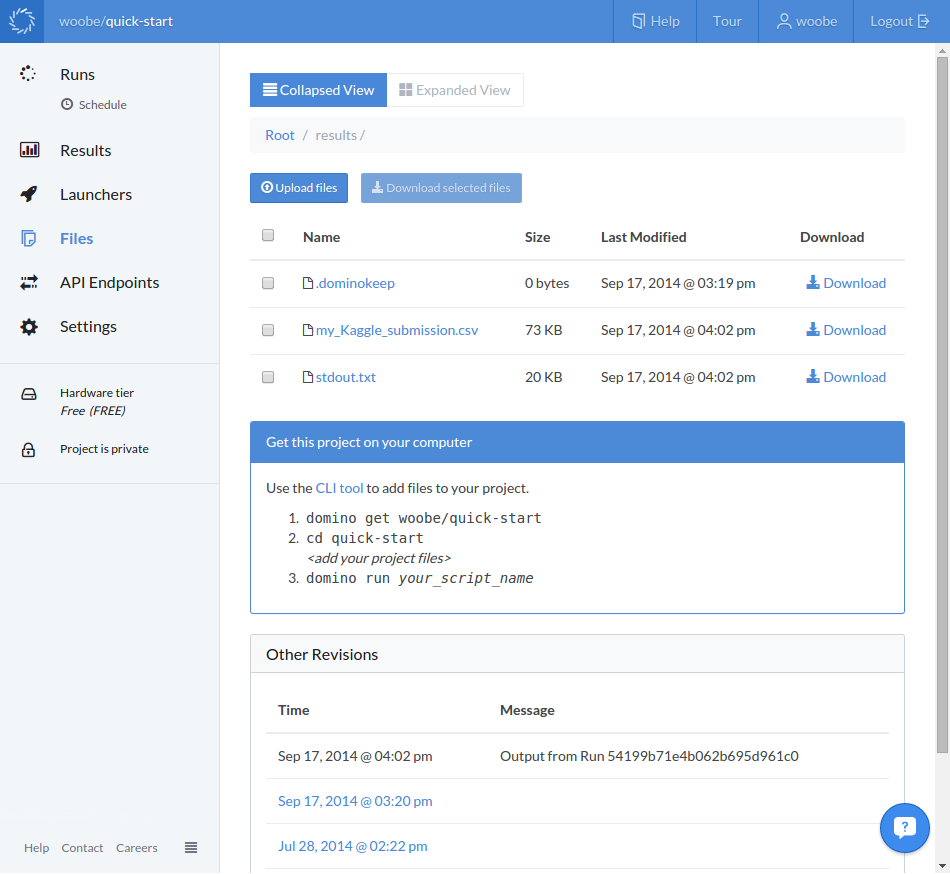 woobe/quick-start
Help
Tour
woobe
Logout
Runs
Schedule
Results
Launchers
Files
API Endpoints
Settings
Hardware tier
Free (FREE)
Project is private
Help Contact Careers
Collapsed View Expanded View
Root / results /
Upload files Download selected files
Name Size Last Modified Download
.dominokeep 0 bytes Sep 17, 2014 @ 03:19 pm Download
my_Kaggle_submission.csv 73 KB Sep 17, 2014 @ 04:02 pm Download
stdout.txt 20 KB Sep 17, 2014 @ 04:02 pm Download
Get this project on your computer
Use the CLI tool to add files to your project.
1. domino get woobe/quick-start
2. cd quick-start
<add your project files>
3. domino run your_script_name
Other Revisions
Time Message
Sep 17, 2014 @ 04:02 pm Output from Run 54199b71e4b062b695d961c0
Sep 17, 2014 @ 03:20 pm
Jul 28, 2014 @ 02:22 pm
?